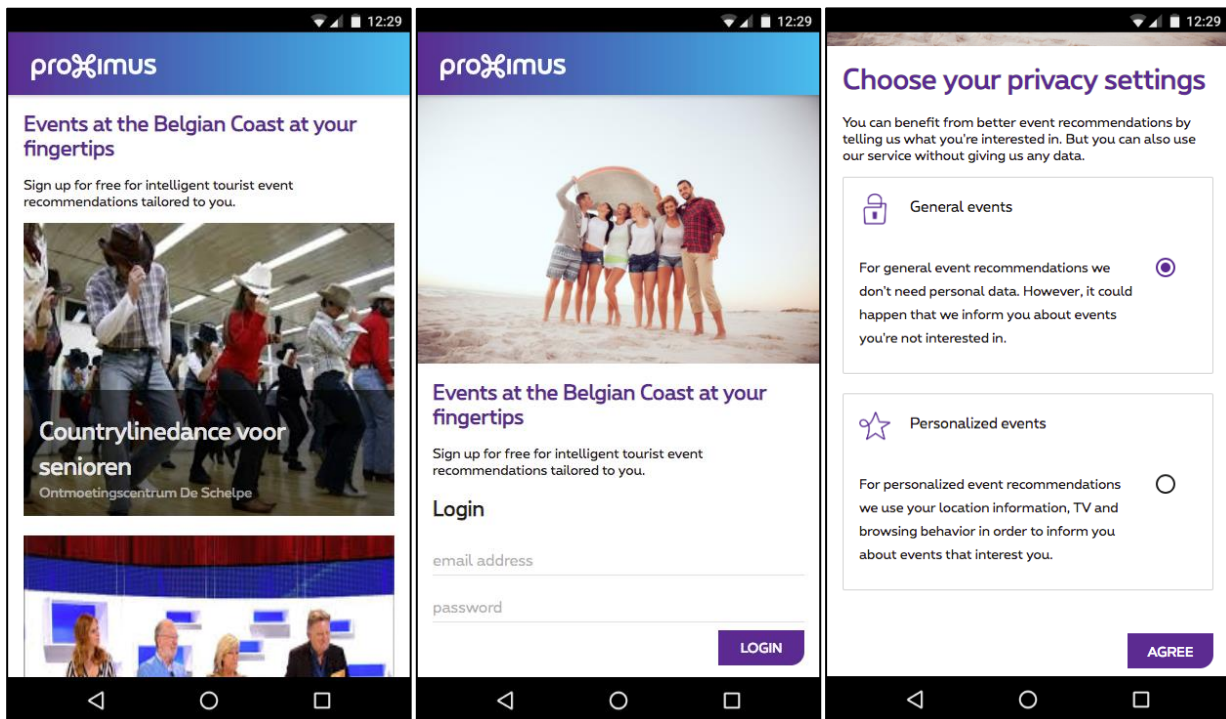 12:29
proximus
Events at the Belgian Coast at your
fingertips
Sign up for free for intelligent tourist event
recommendations tailored to you.
Countrylinedance voor
senioren
Ontmoetingscentrum De Schelpe
12:29
proximus
Events at the Belgian Coast at your
fingertips
Sign up for free for intelligent tourist event
recommendations tailored to you.
Login
email address
password
LOGIN
12:29
Choose your privacy settings
You can benefit from better event recommendations by
telling us what you're interested in. But you can also use
our service without giving us any data.
General events
For general event recommendations we
don't need personal data. However, it could
happen that we inform you about events
you're not interested in.
Personalized events
For personalized event recommendations
we use your location information, TV and
browsing behavior in order to inform you
about events that interest you.
AGREE